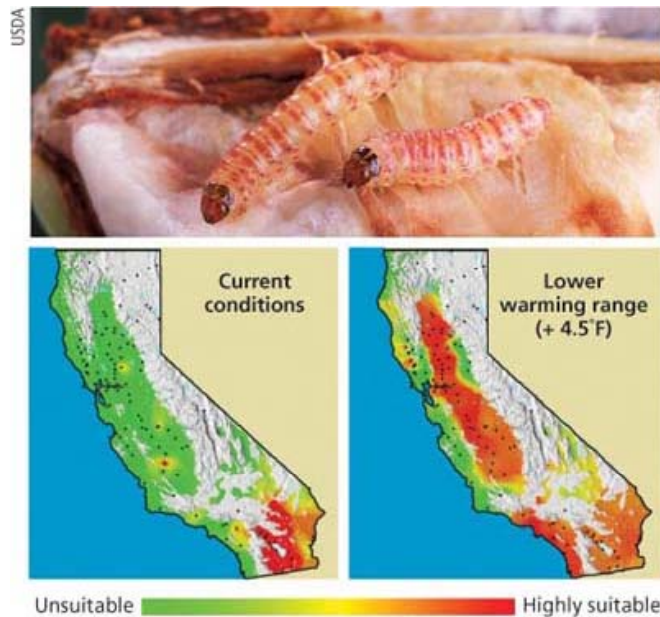 USDA
Current
conditions
Lower
warming range
(+ 4.5°F)
Unsuitable
Highly suitable